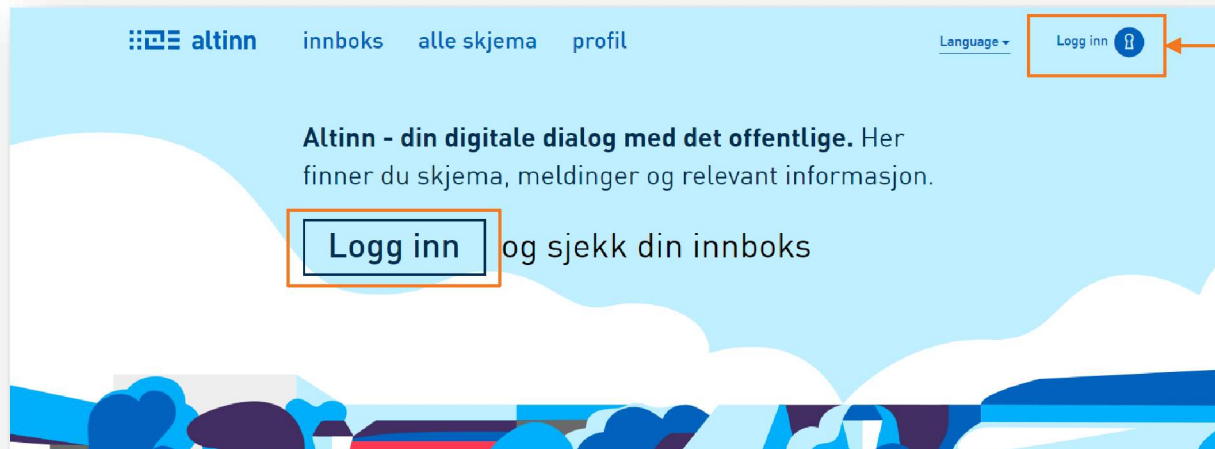 altinn innboks alle skjema profil Language Logg inn
Altinn - din digitale dialog med det offentlige. Her
finner du skjema, meldinger og relevant informasjon.
Logg inn og sjekk din innboks